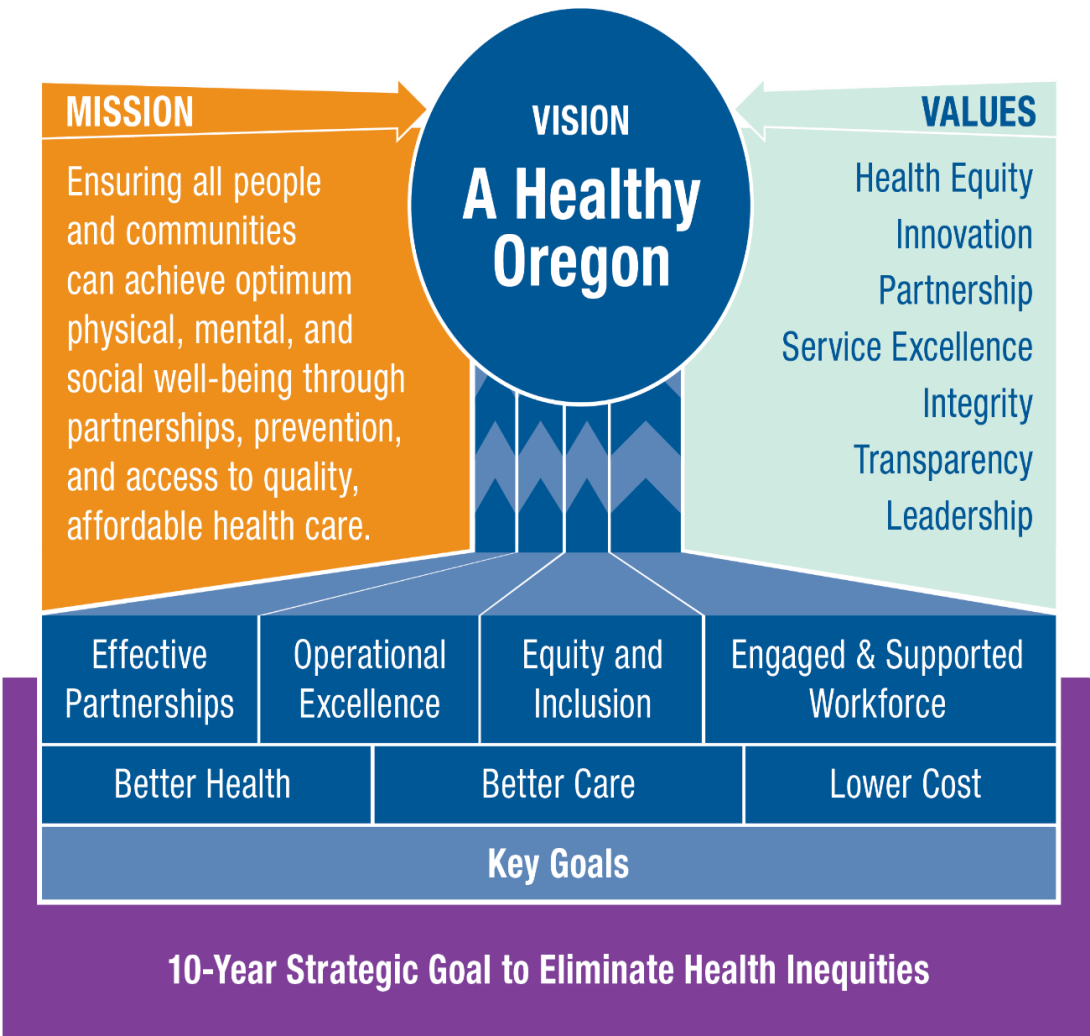 MISSION
Ensuring all people
and communities
can achieve optimum
physical, mental, and
social well-being through
partnerships, prevention,
and access to quality,
affordable health care.
VISION
A Healthy
Oregon
VALUES
Health Equity
Innovation
Partnership
Service Excellence
Integrity
Transparency
Leadership
Effective
Partnerships
Operational
Excellence
Equity and
Inclusion
Engaged & Supported
Workforce
Better Health
Better Care
Lower Cost
Key Goals
10-Year Strategic Goal to Eliminate Health Inequities